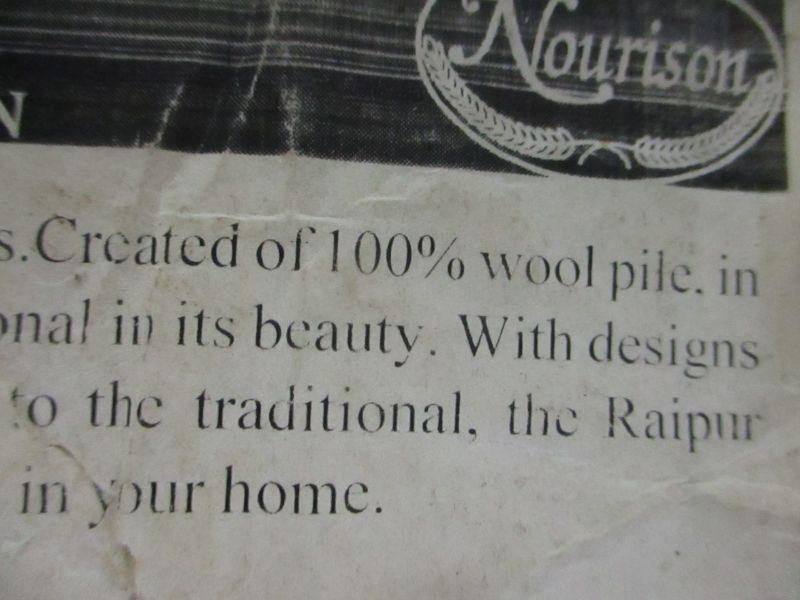 Nourison
N
s.Created of 100% wool pile, in
onal in its beauty. With designs
to the traditional, the Raipur
in your home.